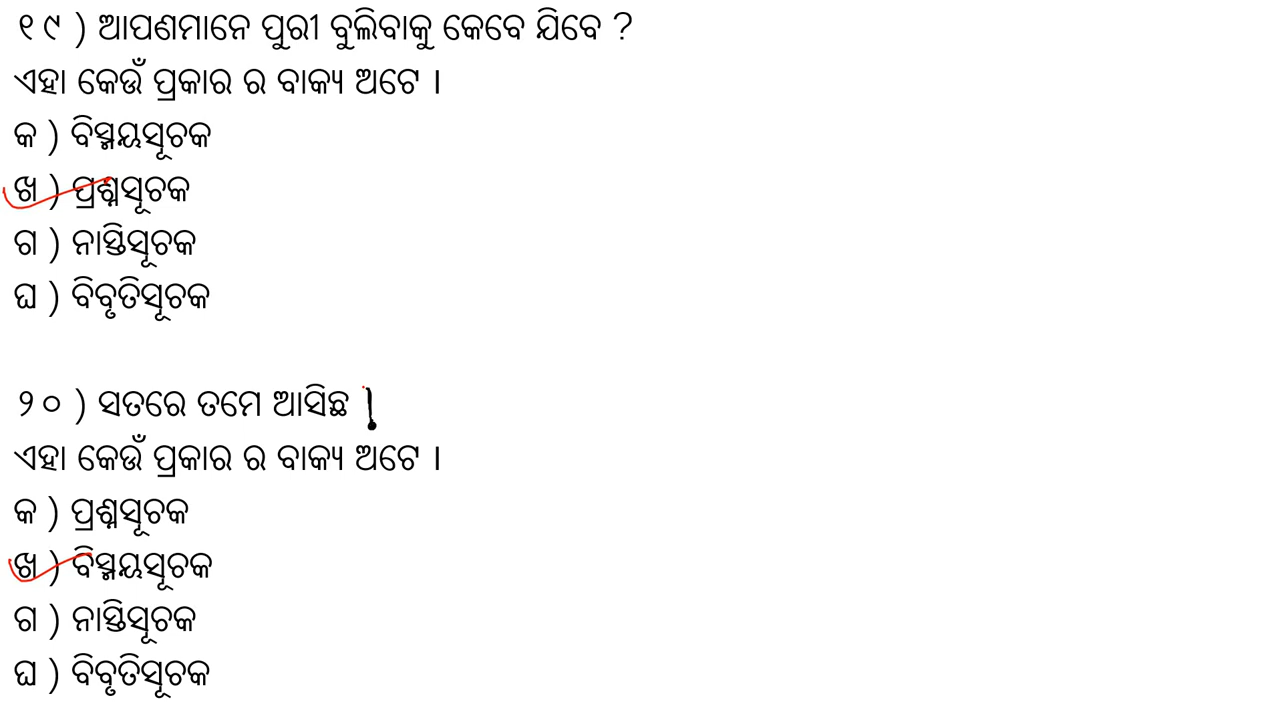 ୧୯ ) ଆପଣମାନେ ପୁରୀ ବୁଲିବାକୁ କେବେ ଯିବେ ?
ଏହା କେଉଁ ପ୍ରକାର ର ବାକ୍ୟ ଅଟେ ।
କ ) ବିସ୍ମୟସୂଚକ
ଖ ) ପ୍ରଶ୍ନସୂଚକ
ଗ ) ନାସ୍ତିସୂଚକ
ଘ ) ବିବୃତିସୂଚକ
୨୦ ) ସତରେ ତମେ ଆସିଛ !
ଏହା କେଉଁ ପ୍ରକାର ର ବାକ୍ୟ ଅଟେ ।
କ ) ପ୍ରଶ୍ନସୂଚକ
ଖ ) ବିସ୍ମୟସୂଚକ
ଗ ) ନାସ୍ତିସୂଚକ
ଘ ) ବିବୃତିସୂଚକ